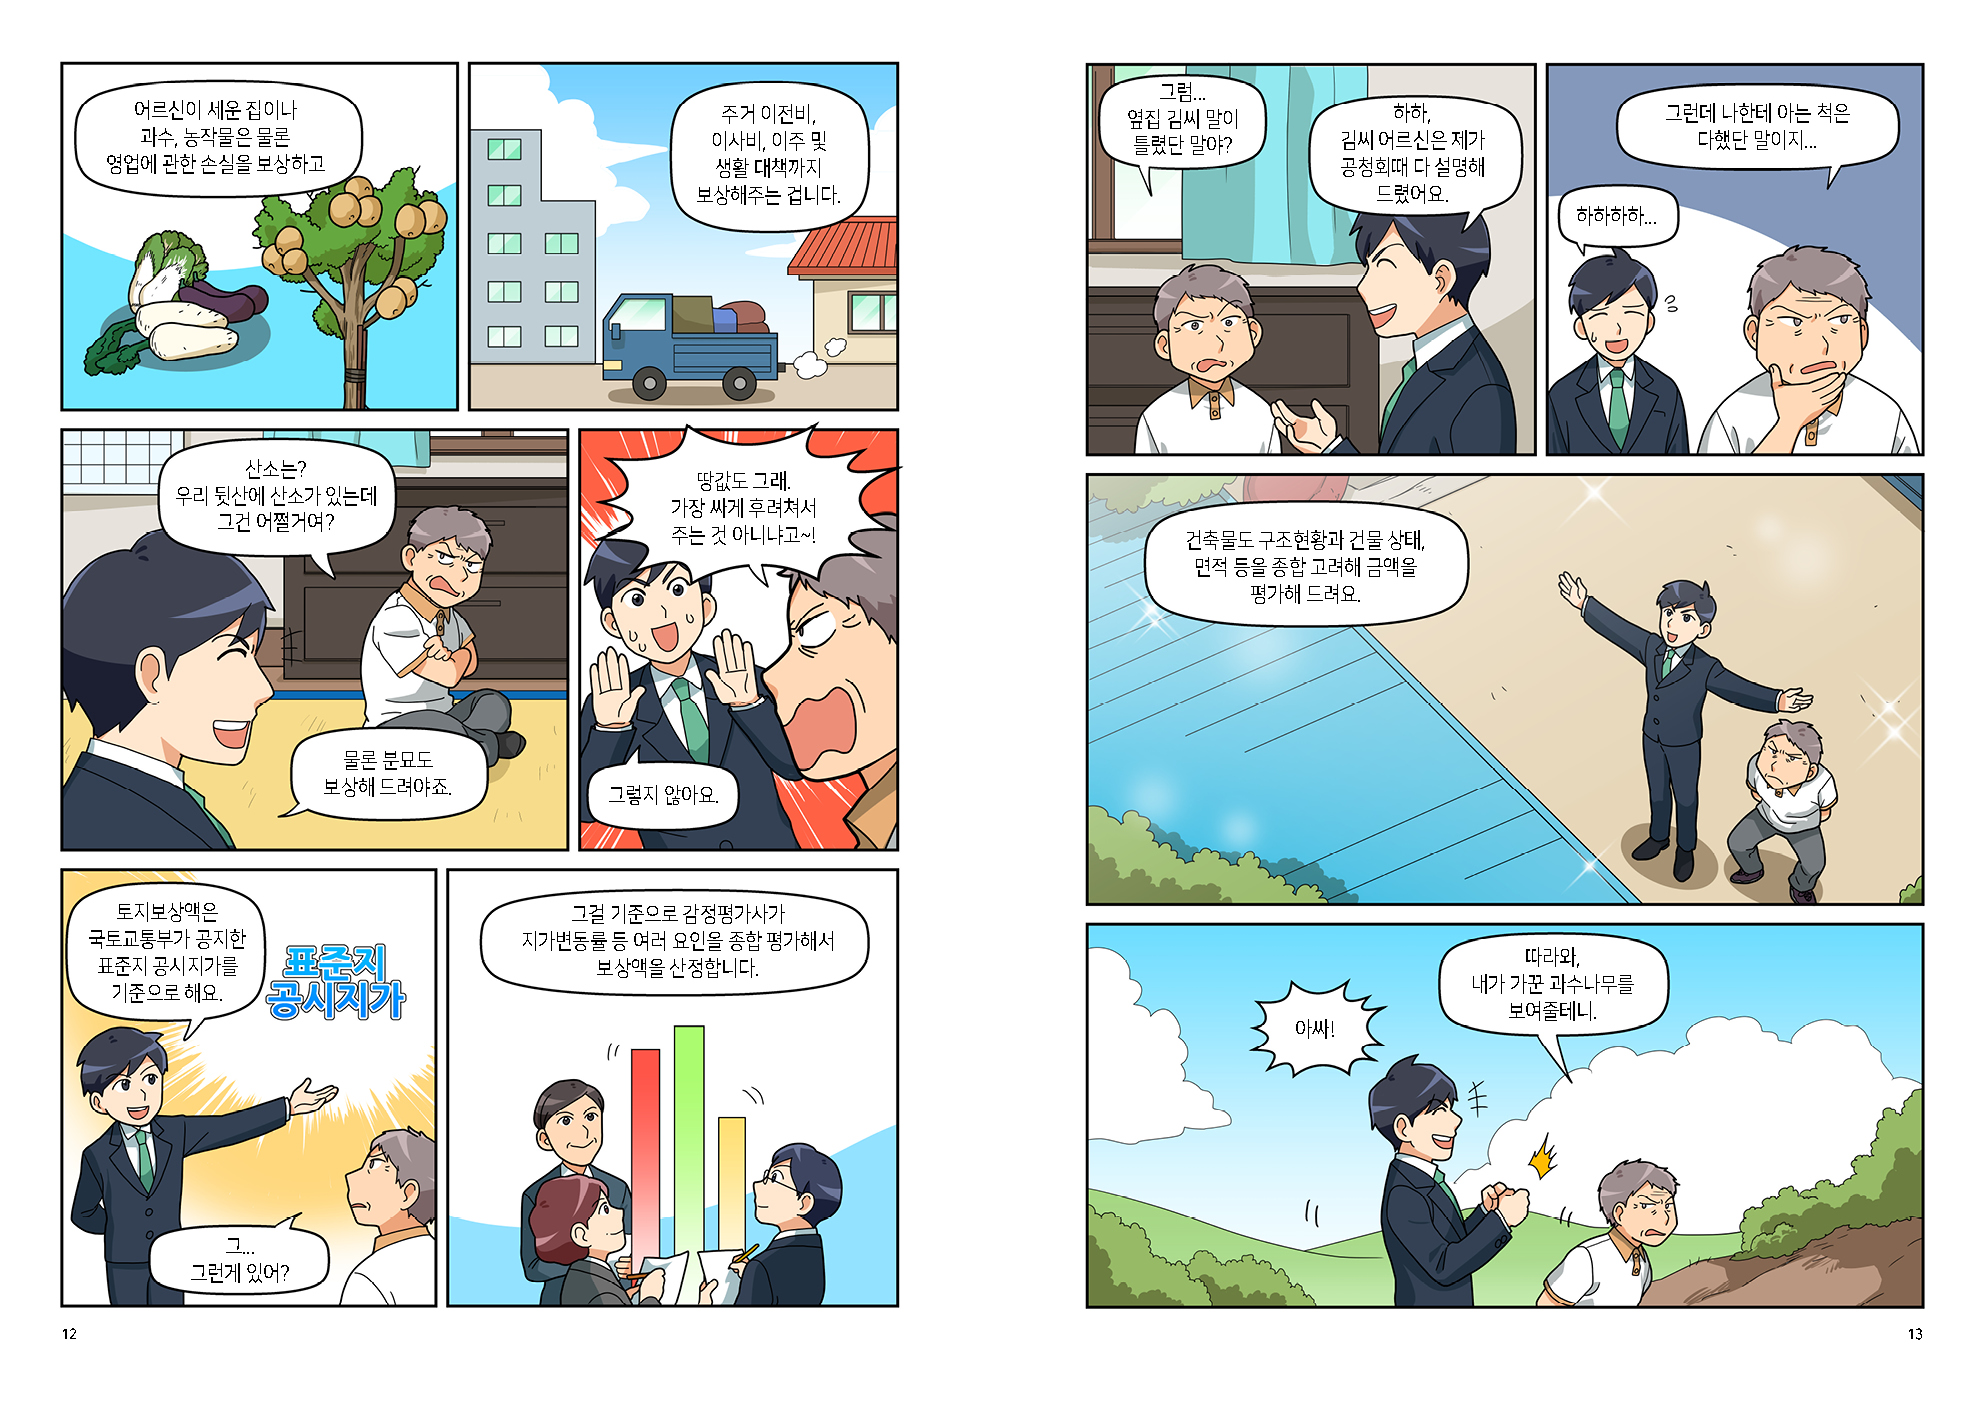 어르신이 세운 집이나
과수, 농작물은 물론
영업에 관한 손실을 보상하고
주거 이전비,
이사비, 이주 및
생활 대책까지
보상해주는 겁니다.
산소는?
우리 뒷산에 산소가 있는데
그건 어쩔거여?
물론 분묘도
보상해 드려야죠.
땅값도 그래.
가장 싸게 후려쳐서
주는 것 아니냐고~!
그렇지 않아요.
토지보상액은
국토교통부가 공지한
표준지 공시지가를
기준으로 해요.
표준지
공시지가
그...
그런게 있어?
그걸 기준으로 감정평가사가
지가변동률 등 여러 요인을 종합 평가해서
보상액을 산정합니다.
12
그럼...
옆집 김씨 말이
틀렸단 말야?
하하,
김씨 어르신은 제가
공청회때 다 설명해
드렸어요.
그런데 나한테 아는 척은
다했단 말이지...
하하하하...
건축물도 구조현황과 건물 상태,
면적 등을 종합 고려해 금액을
평가해 드려요.
아싸!
따라와,
내가 가꾼 과수나무를
보여줄테니.
13